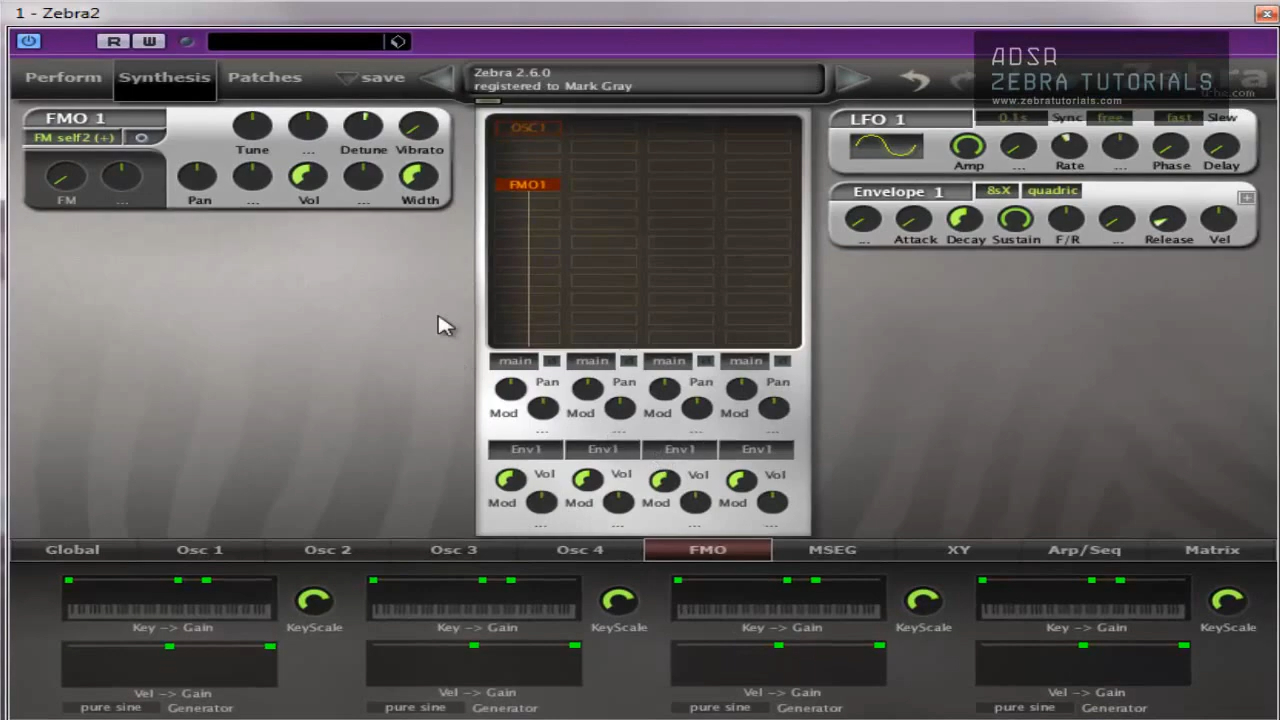 1 - Zebra2
R W
ADSR
ZEBRA TUTORIALS
www.zebratutorials.com
Perform Synthesis Patches save
Zebra 2.6.0
registered to Mark Gray
FMO 1
FM self2 (+)
Tune ... Detune Vibrato
FM ... Pan ... Vol ... Width
OSC1
FMO1
LFO 1 0.1s Sync free fast Slew
Amp ... Rate ... Phase Delay
Envelope 1 8sX quadric
... Attack Decay Sustain F/R ... Release Vel
main main main main
Pan Pan Pan Pan
Mod Mod Mod Mod
... ... ... ...
Env1 Env1 Env1 Env1
Vol Vol Vol Vol
Mod Mod Mod Mod
... ... ... ...
Global Osc 1 Osc 2 Osc 3 Osc 4 FMO MSEG XY Arp/Seq Matrix
Key -> Gain KeyScale Key -> Gain KeyScale Key -> Gain KeyScale Key -> Gain KeyScale
Vel -> Gain Vel -> Gain Vel -> Gain Vel -> Gain
pure sine Generator pure sine Generator pure sine Generator pure sine Generator